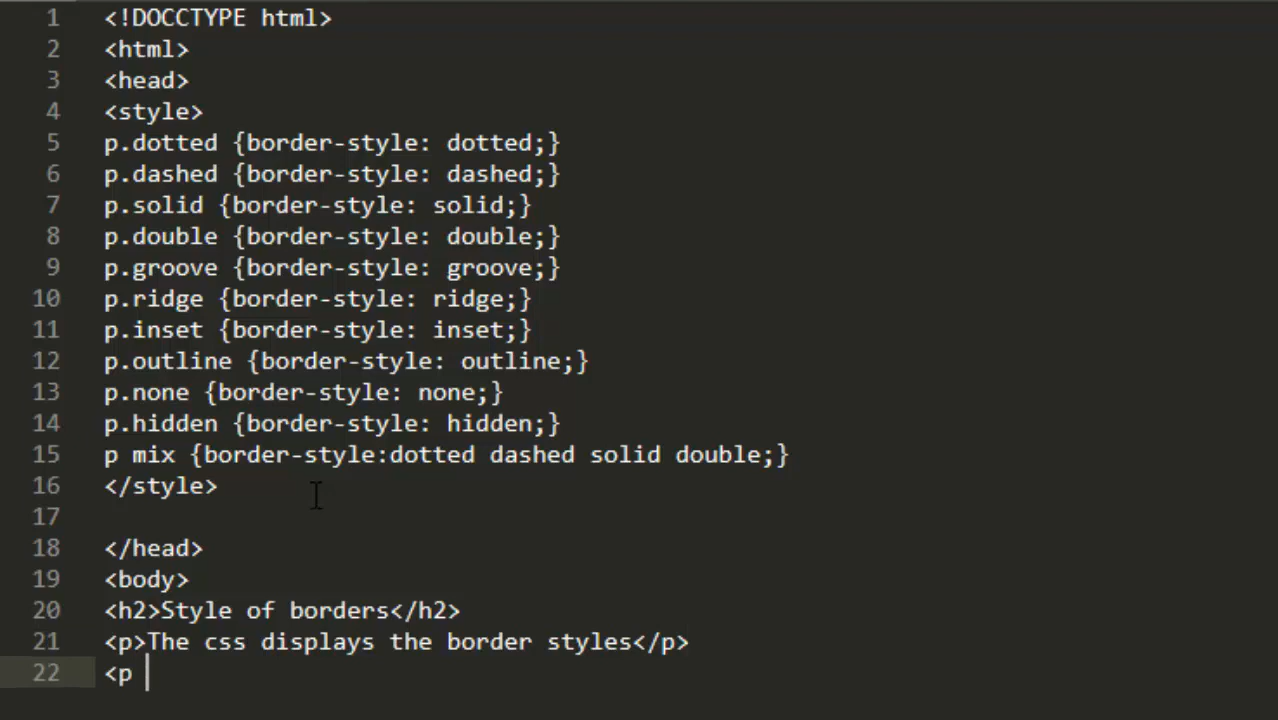 1 <!DOCCTYPE html>
2 <html>
3 <head>
4 <style>
5 p.dotted {border-style: dotted;}
6 p.dashed {border-style: dashed;}
7 p.solid {border-style: solid;}
8 p.double {border-style: double;}
9 p.groove {border-style: groove;}
10 p.ridge {border-style: ridge;}
11 p.inset {border-style: inset;}
12 p.outline {border-style: outline;}
13 p.none {border-style: none;}
14 p.hidden {border-style: hidden;}
15 p mix {border-style:dotted dashed solid double;}
16 </style>
17
18 </head>
19 <body>
20 <h2>Style of borders</h2>
21 <p>The css displays the border styles</p>
22 <p